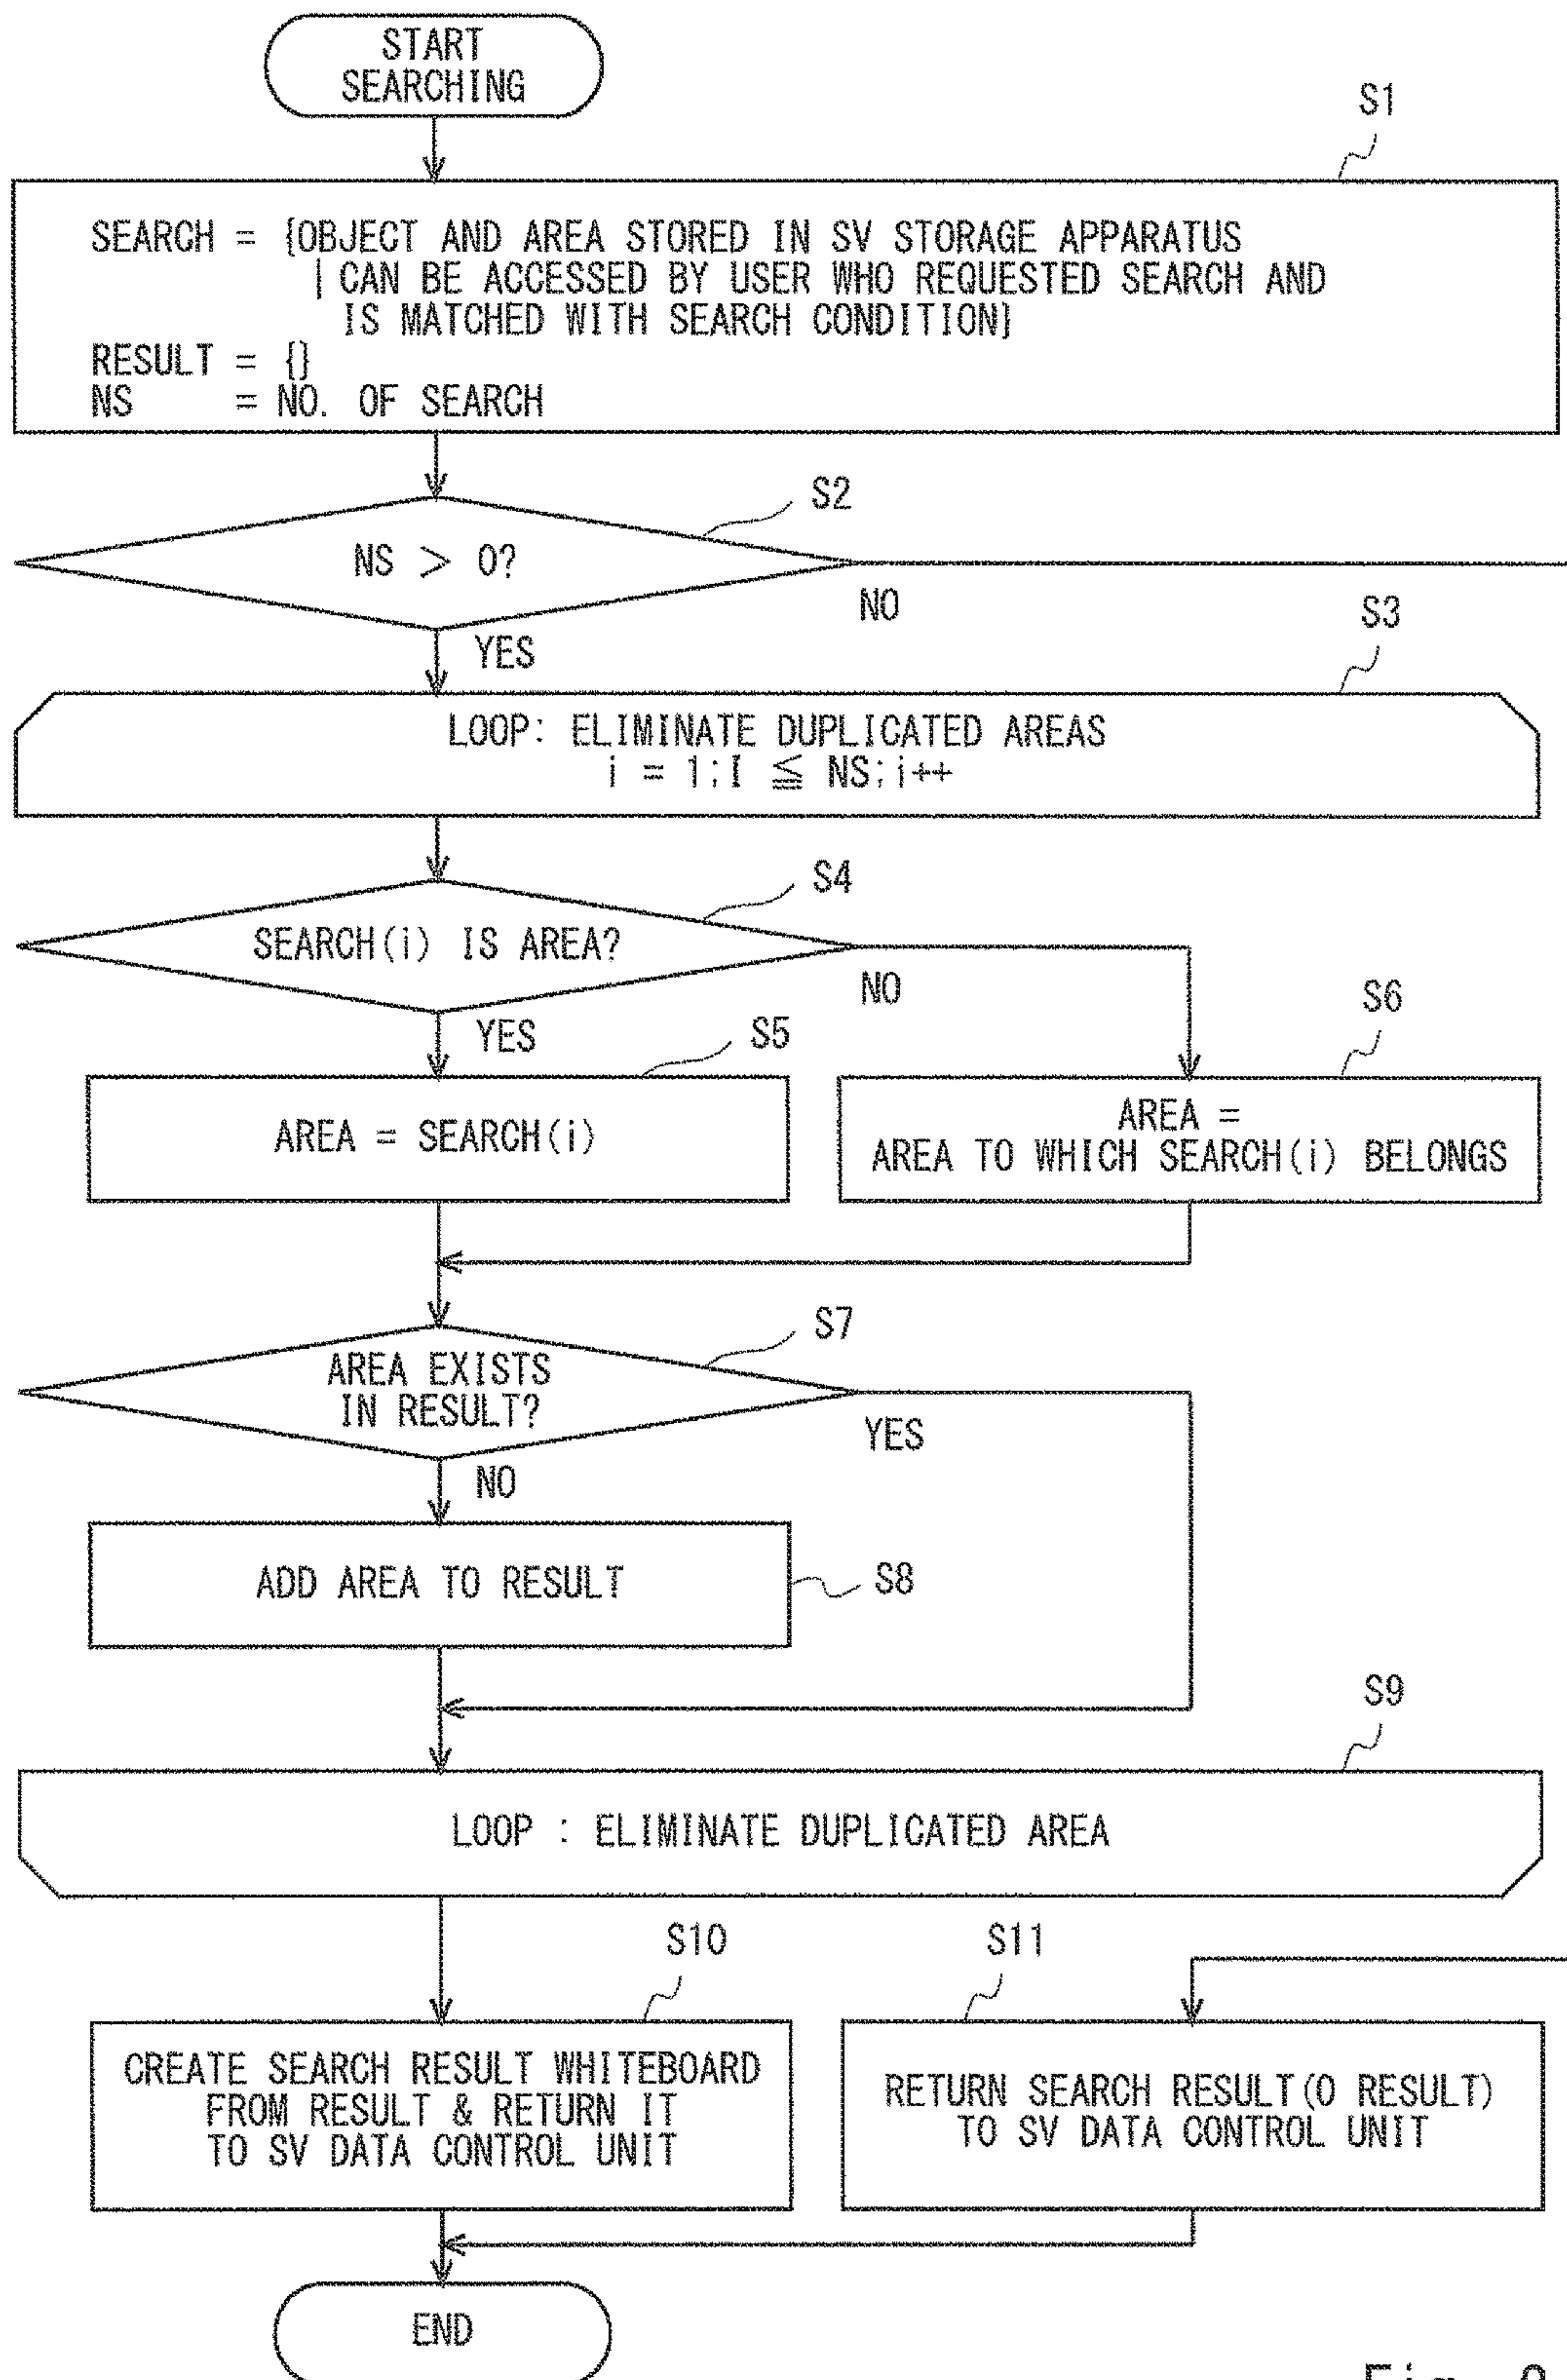 START
SEARCHING
S1
SEARCH = {OBJECT AND AREA STORED IN SV STORAGE APPARATUS
| CAN BE ACCESSED BY USER WHO REQUESTED SEARCH AND
IS MATCHED WITH SEARCH CONDITION}
RESULT = {}
NS = NO. OF SEARCH
S2
NS > 0?
NO
YES
S3
LOOP: ELIMINATE DUPLICATED AREAS
i = 1;I ≦ NS;i++
S4
SEARCH(i) IS AREA?
NO
YES
S5
S6
AREA = SEARCH(i)
AREA =
AREA TO WHICH SEARCH(i) BELONGS
S7
AREA EXISTS
IN RESULT?
YES
NO
ADD AREA TO RESULT
S8
S9
LOOP : ELIMINATE DUPLICATED AREA
S10
S11
CREATE SEARCH RESULT WHITEBOARD
FROM RESULT & RETURN IT
TO SV DATA CONTROL UNIT
RETURN SEARCH RESULT(0 RESULT)
TO SV DATA CONTROL UNIT
END